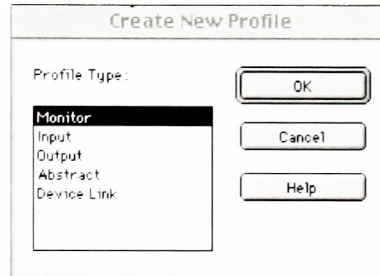 Create New Profile
Profile Type:
OK
Monitor
Input
Cancel
Output
Abstract
Device Link
Help